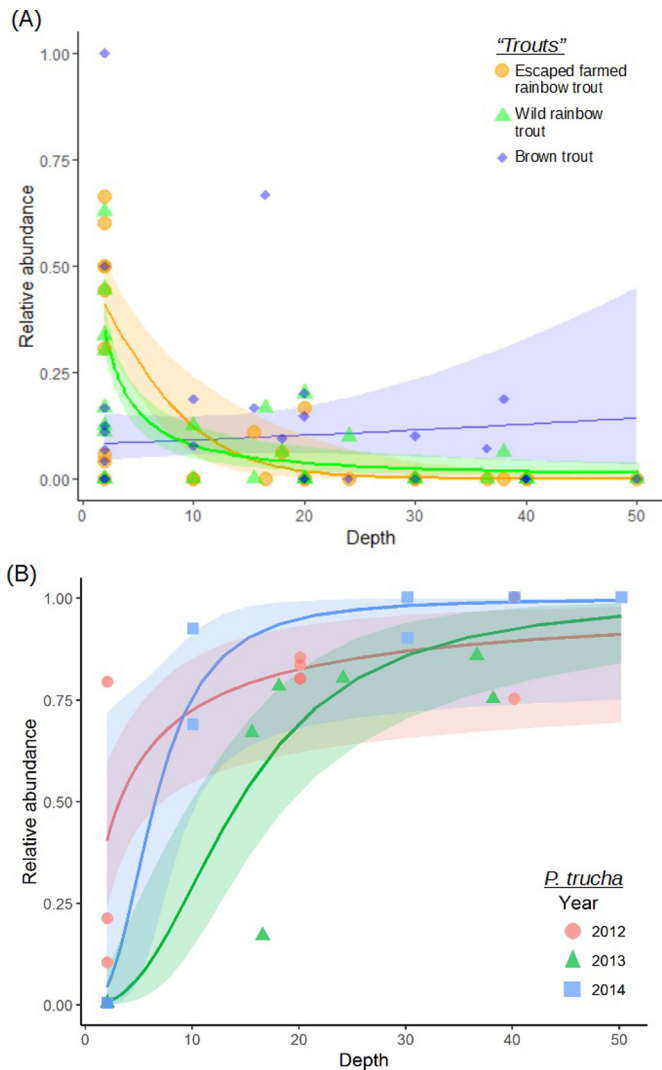 (A)
"Trouts"
Escaped farmed
rainbow trout
Wild rainbow
trout
Brown trout
1.00
0.75
0.50
0.25
0.00
Relative abundance
0
10
20
30
40
50
Depth
(B)
1.00
0.75
0.50
0.25
0.00
Relative abundance
P. trucha
Year
2012
2013
2014
0
10
20
30
40
50
Depth